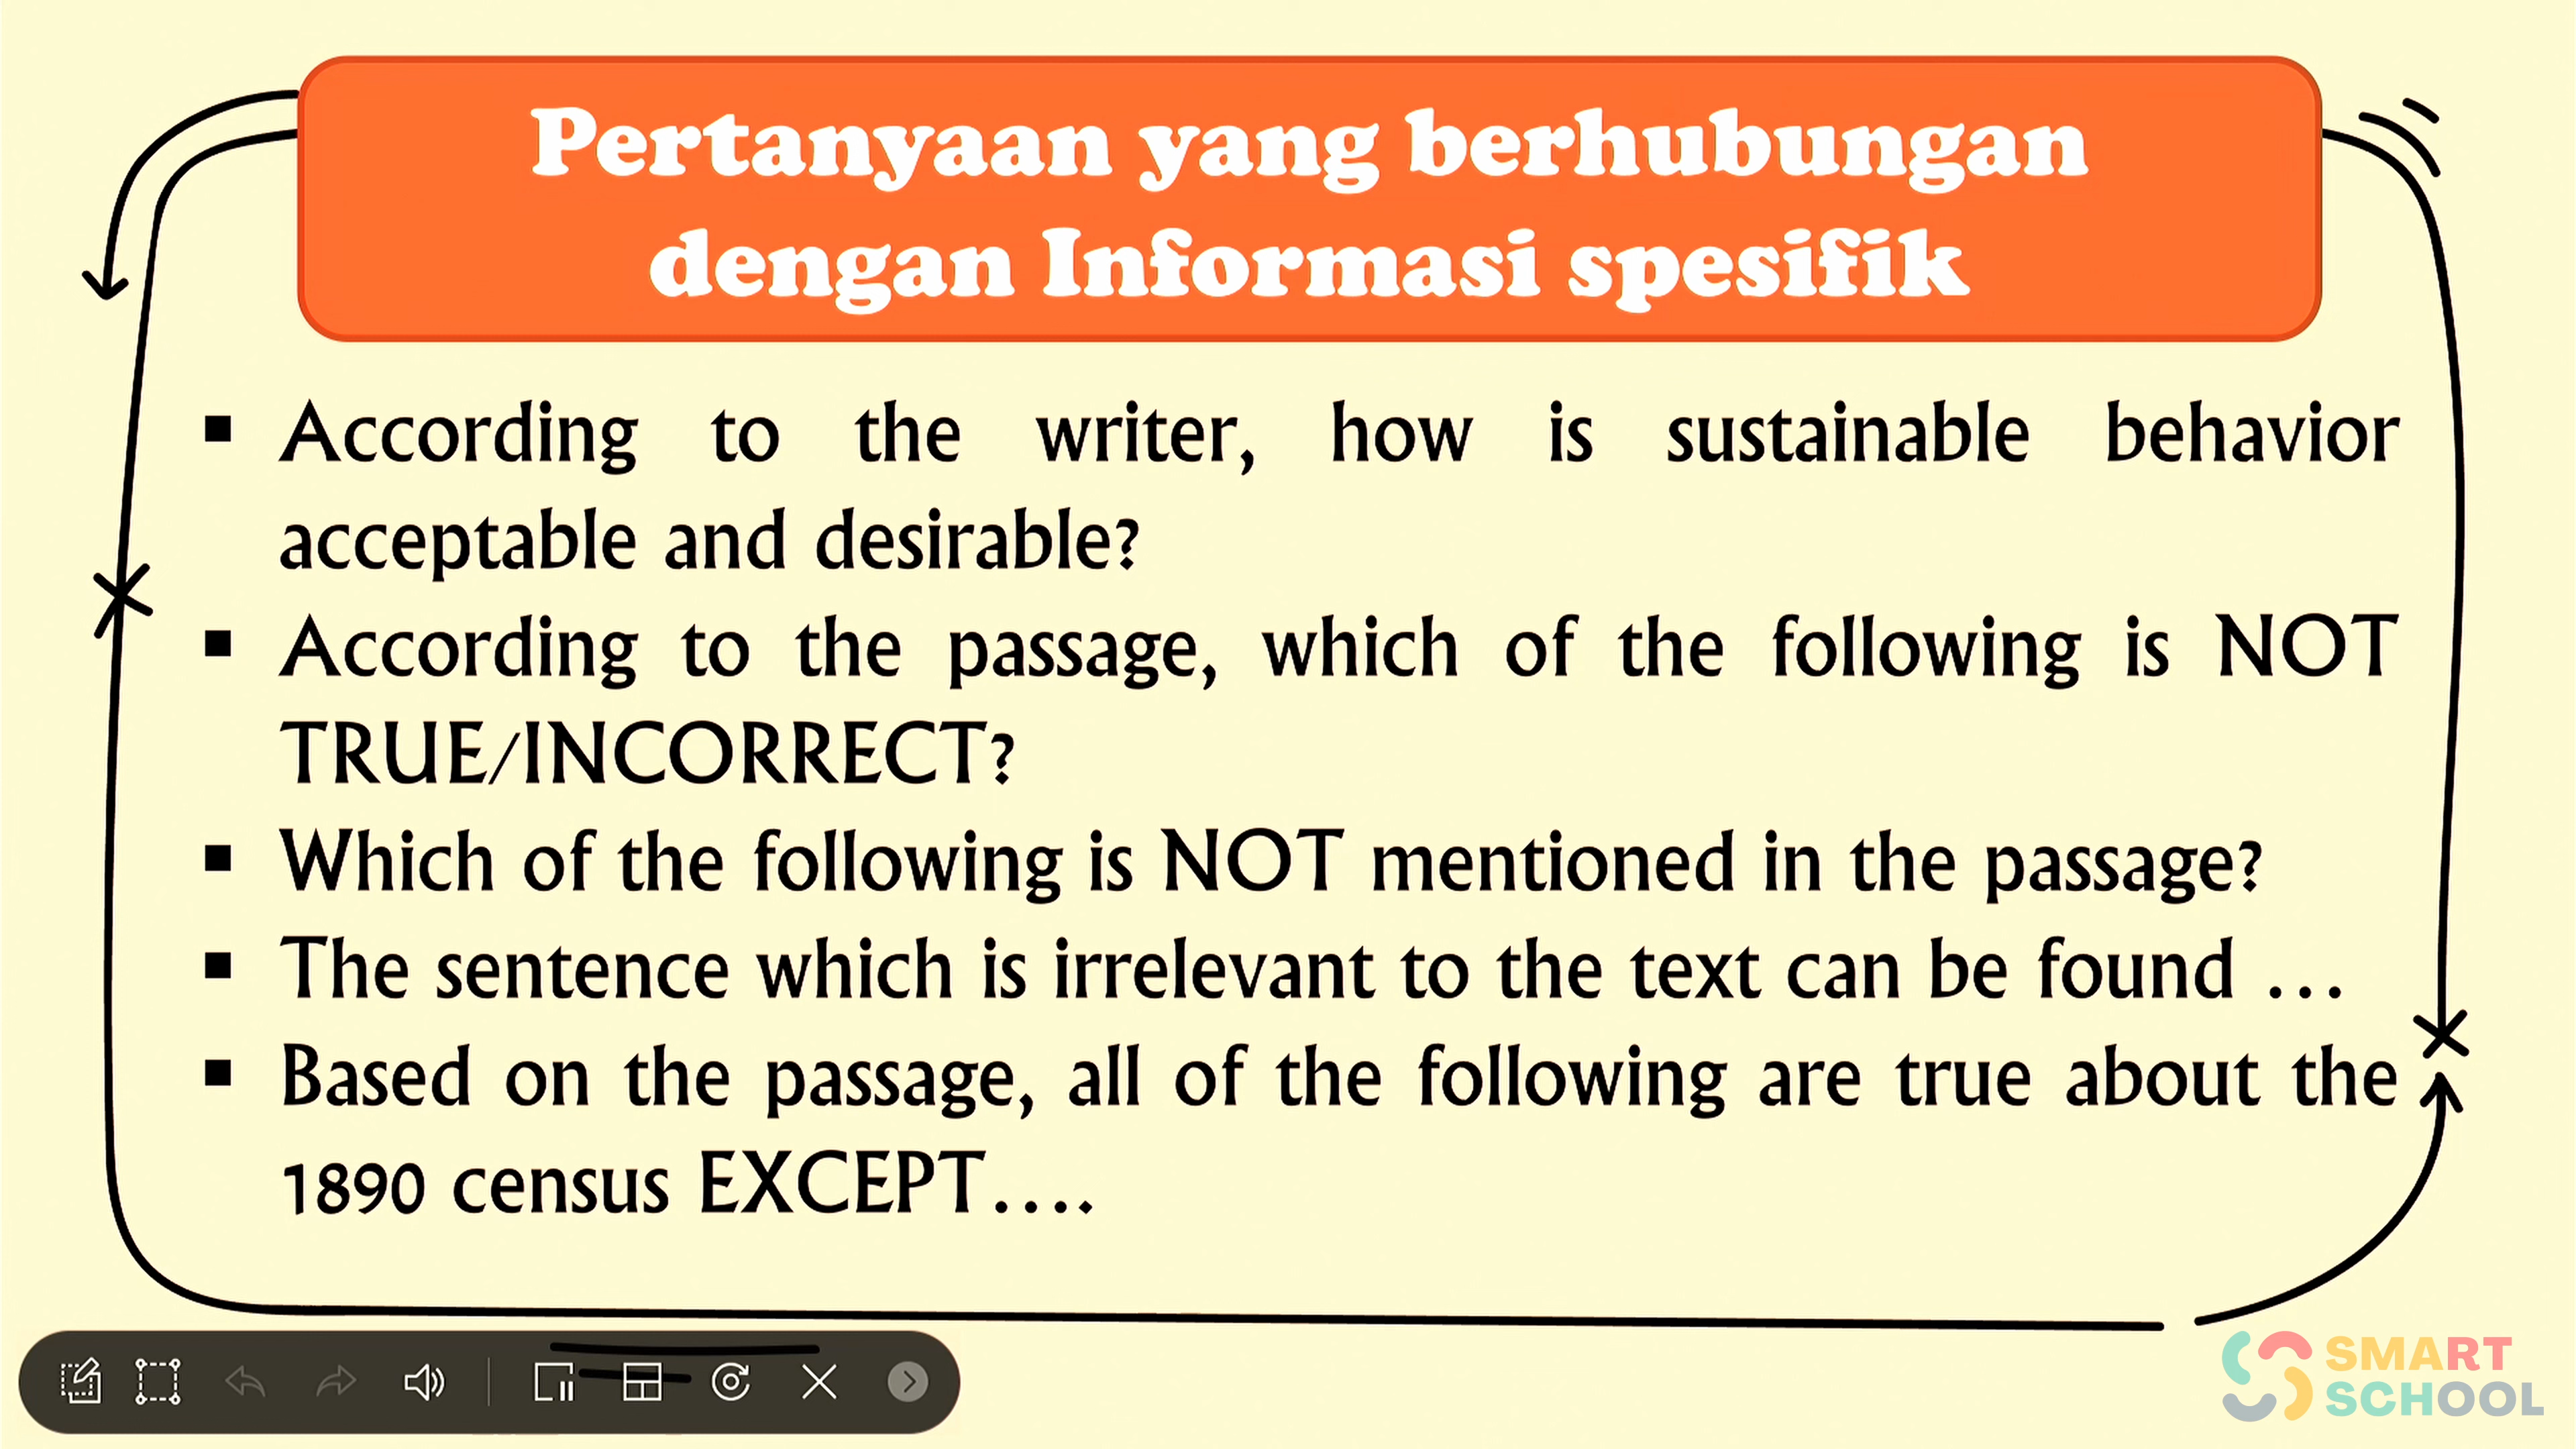 Pertanyaan yang berhubungan
dengan Informasi spesifik
▪ According to the writer, how is sustainable behavior
acceptable and desirable?
▪ According to the passage, which of the following is NOT
TRUE/INCORRECT?
▪ Which of the following is NOT mentioned in the passage?
▪ The sentence which is irrelevant to the text can be found …
▪ Based on the passage, all of the following are true about the
1890 census EXCEPT….
SMART
SCHOOL